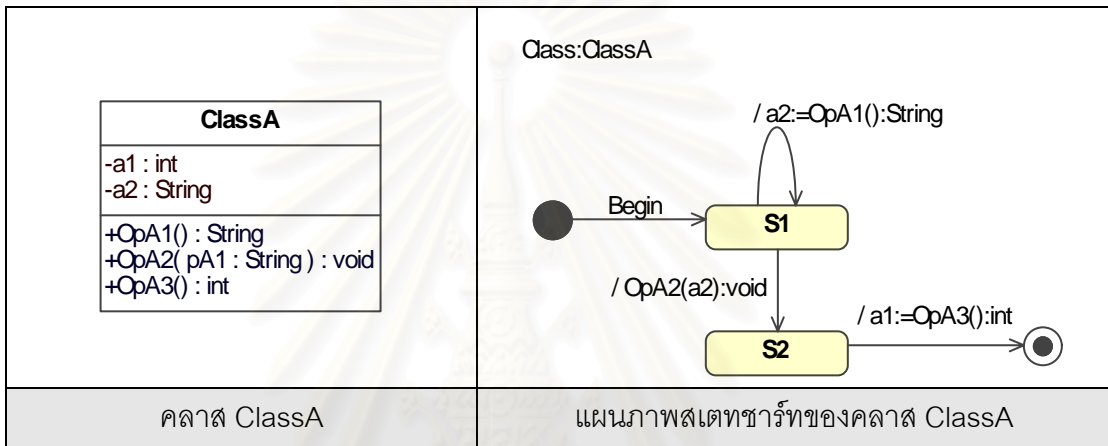 ClassA
-a1 : int
-a2 : String
+OpA1() : String
+OpA2( pA1 : String ) : void
+OpA3() : int
คลาส ClassA
Class:ClassA
/ a2:=OpA1():String
Begin
S1
/ OpA2(a2):void
/ a1:=OpA3():int
S2
แผนภาพสเตทชาร์ทของคลาส ClassA